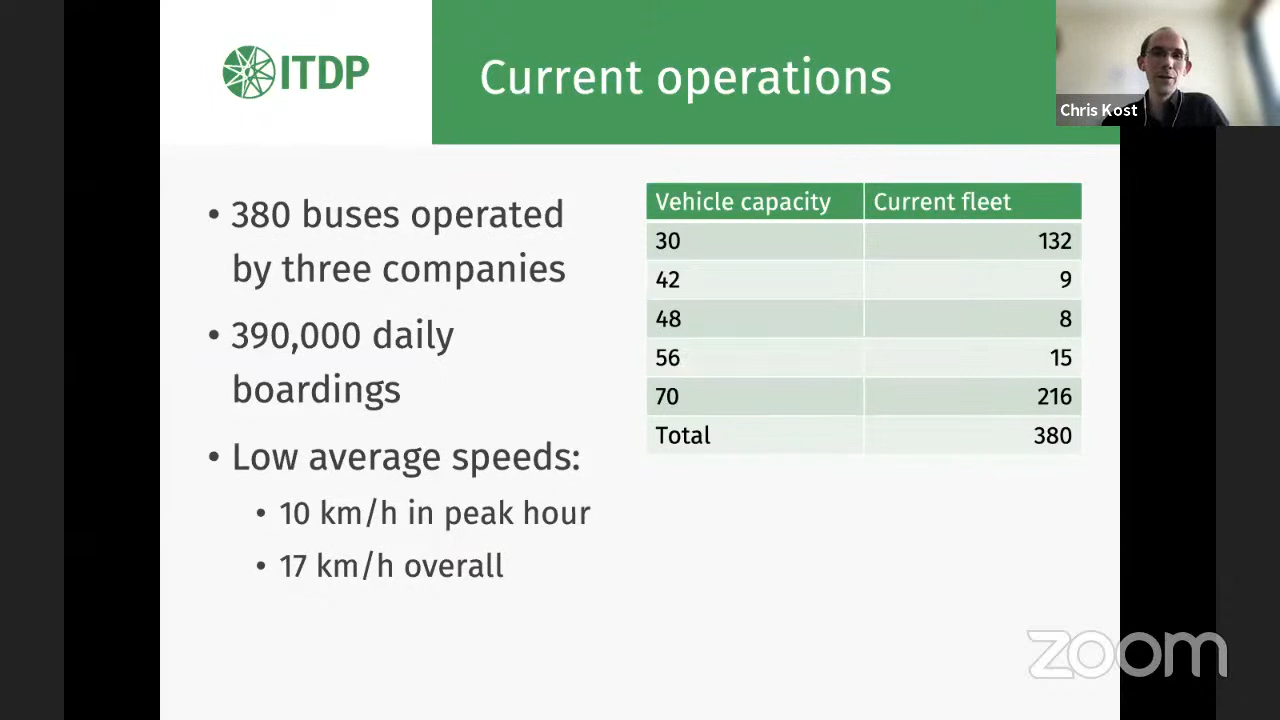 ITDP
Current operations
Chris Kost
• 380 buses operated
by three companies
• 390,000 daily
boardings
• Low average speeds:
• 10 km/h in peak hour
• 17 km/h overall
Vehicle capacity Current fleet
30 132
42 9
48 8
56 15
70 216
Total 380
zoom